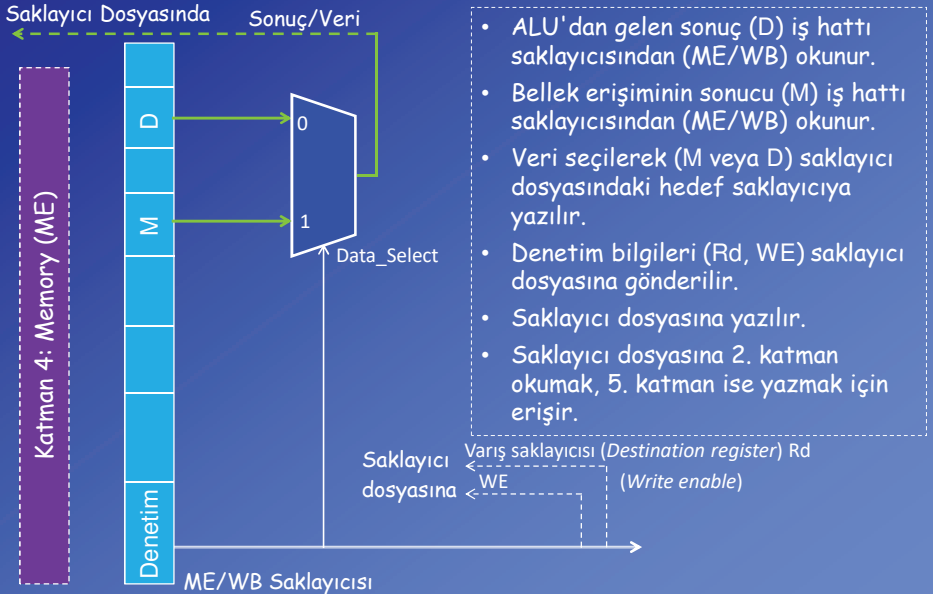 Saklayıcı Dosyasında
Sonuç/Veri
Katman 4: Memory (ME)
D
M
Denetim
0
1
Data_Select
ME/WB Saklayıcısı
• ALU'dan gelen sonuç (D) iş hattı
saklayıcısından (ME/WB) okunur.
• Bellek erişiminin sonucu (M) iş hattı
saklayıcısından (ME/WB) okunur.
• Veri seçilerek (M veya D) saklayıcı
dosyasındaki hedef saklayıcıya
yazılır.
• Denetim bilgileri (Rd, WE) saklayıcı
dosyasına gönderilir.
• Saklayıcı dosyasına yazılır.
• Saklayıcı dosyasına 2. katman
okumak, 5. katman ise yazmak için
erişir.
Saklayıcı
dosyasına
Varış saklayıcısı (Destination register) Rd
WE
(Write enable)